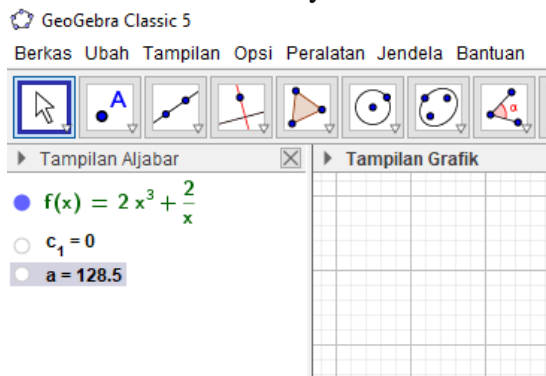 GeoGebra Classic 5
Berkas Ubah Tampilan Opsi Peralatan Jendela Bantuan
A α
Tampilan Aljabar Tampilan Grafik
f(x) = 2 x³ + 2/x
c₁ = 0
a = 128.5